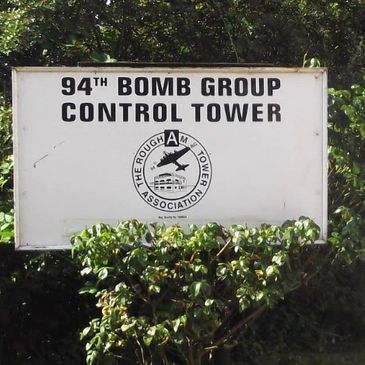 94TH BOMB GROUP
CONTROL TOWER
A
THE ROUGHAM TOWER
ASSOCIATION